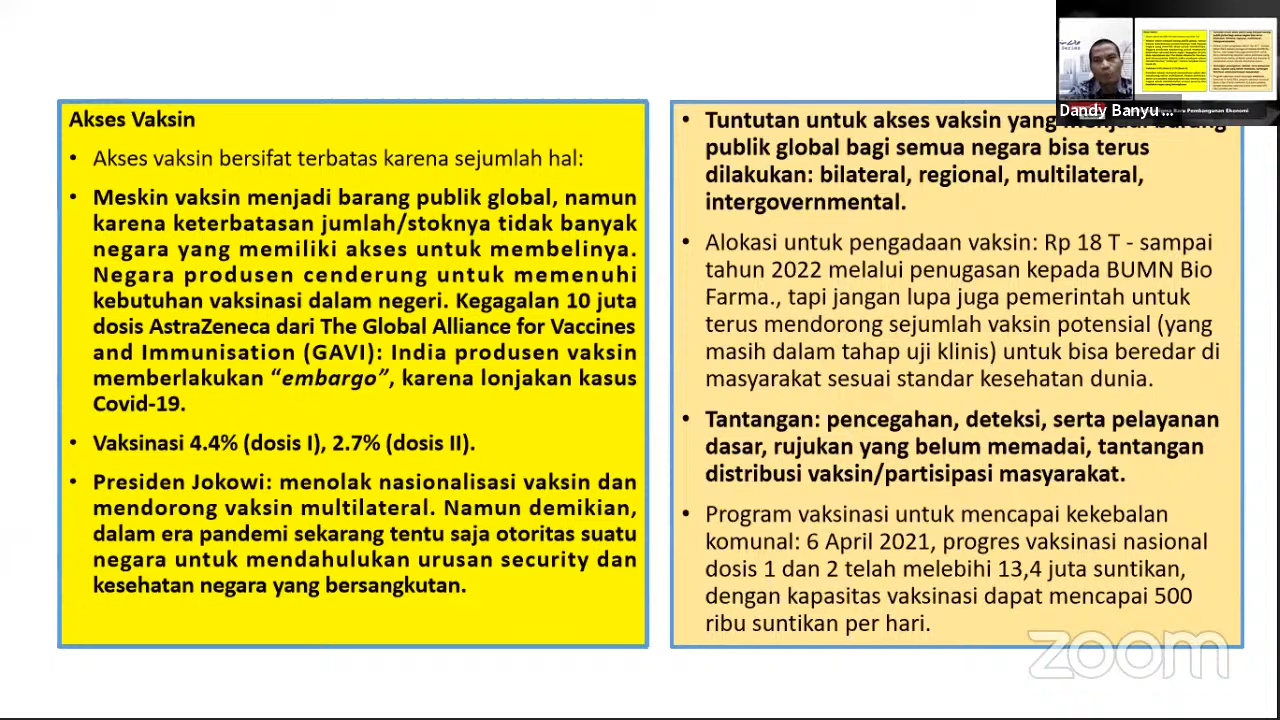 Akses Vaksin
• Akses vaksin bersifat terbatas karena sejumlah hal:
• Meskin vaksin menjadi barang publik global, namun
karena keterbatasan jumlah/stoknya tidak banyak
negara yang memiliki akses untuk membelinya.
Negara produsen cenderung untuk memenuhi
kebutuhan vaksinasi dalam negeri. Kegagalan 10 juta
dosis AstraZeneca dari The Global Alliance for Vaccines
and Immunisation (GAVI): India produsen vaksin
memberlakukan “embargo”, karena lonjakan kasus
Covid-19.
• Vaksinasi 4.4% (dosis I), 2.7% (dosis II).
• Presiden Jokowi: menolak nasionalisasi vaksin dan
mendorong vaksin multilateral. Namun demikian,
dalam era pandemi sekarang tentu saja otoritas suatu
negara untuk mendahulukan urusan security dan
kesehatan negara yang bersangkutan.
• Tuntutan untuk akses vaksin yang menjadi barang
publik global bagi semua negara bisa terus
dilakukan: bilateral, regional, multilateral,
intergovernmental.
• Alokasi untuk pengadaan vaksin: Rp 18 T - sampai
tahun 2022 melalui penugasan kepada BUMN Bio
Farma., tapi jangan lupa juga pemerintah untuk
terus mendorong sejumlah vaksin potensial (yang
masih dalam tahap uji klinis) untuk bisa beredar di
masyarakat sesuai standar kesehatan dunia.
• Tantangan: pencegahan, deteksi, serta pelayanan
dasar, rujukan yang belum memadai, tantangan
distribusi vaksin/partisipasi masyarakat.
• Program vaksinasi untuk mencapai kekebalan
komunal: 6 April 2021, progres vaksinasi nasional
dosis 1 dan 2 telah melebihi 13,4 juta suntikan,
dengan kapasitas vaksinasi dapat mencapai 500
ribu suntikan per hari.
Dandy Banyu ...
Baru Pembangunan Ekonomi
zoom